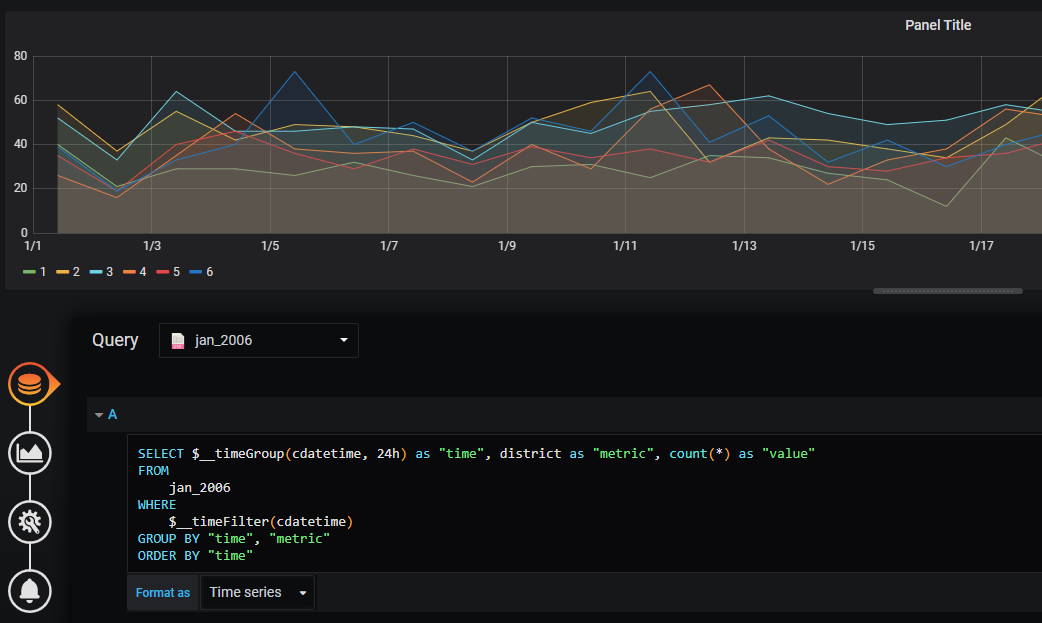 Panel Title
80
60
40
20
0
1/1 1/3 1/5 1/7 1/9 1/11 1/13 1/15 1/17
1 2 3 4 5 6
Query jan_2006
A
SELECT $__timeGroup(cdatetime, 24h) as "time", district as "metric", count(*) as "value"
FROM
jan_2006
WHERE
$__timeFilter(cdatetime)
GROUP BY "time", "metric"
ORDER BY "time"
Format as Time series